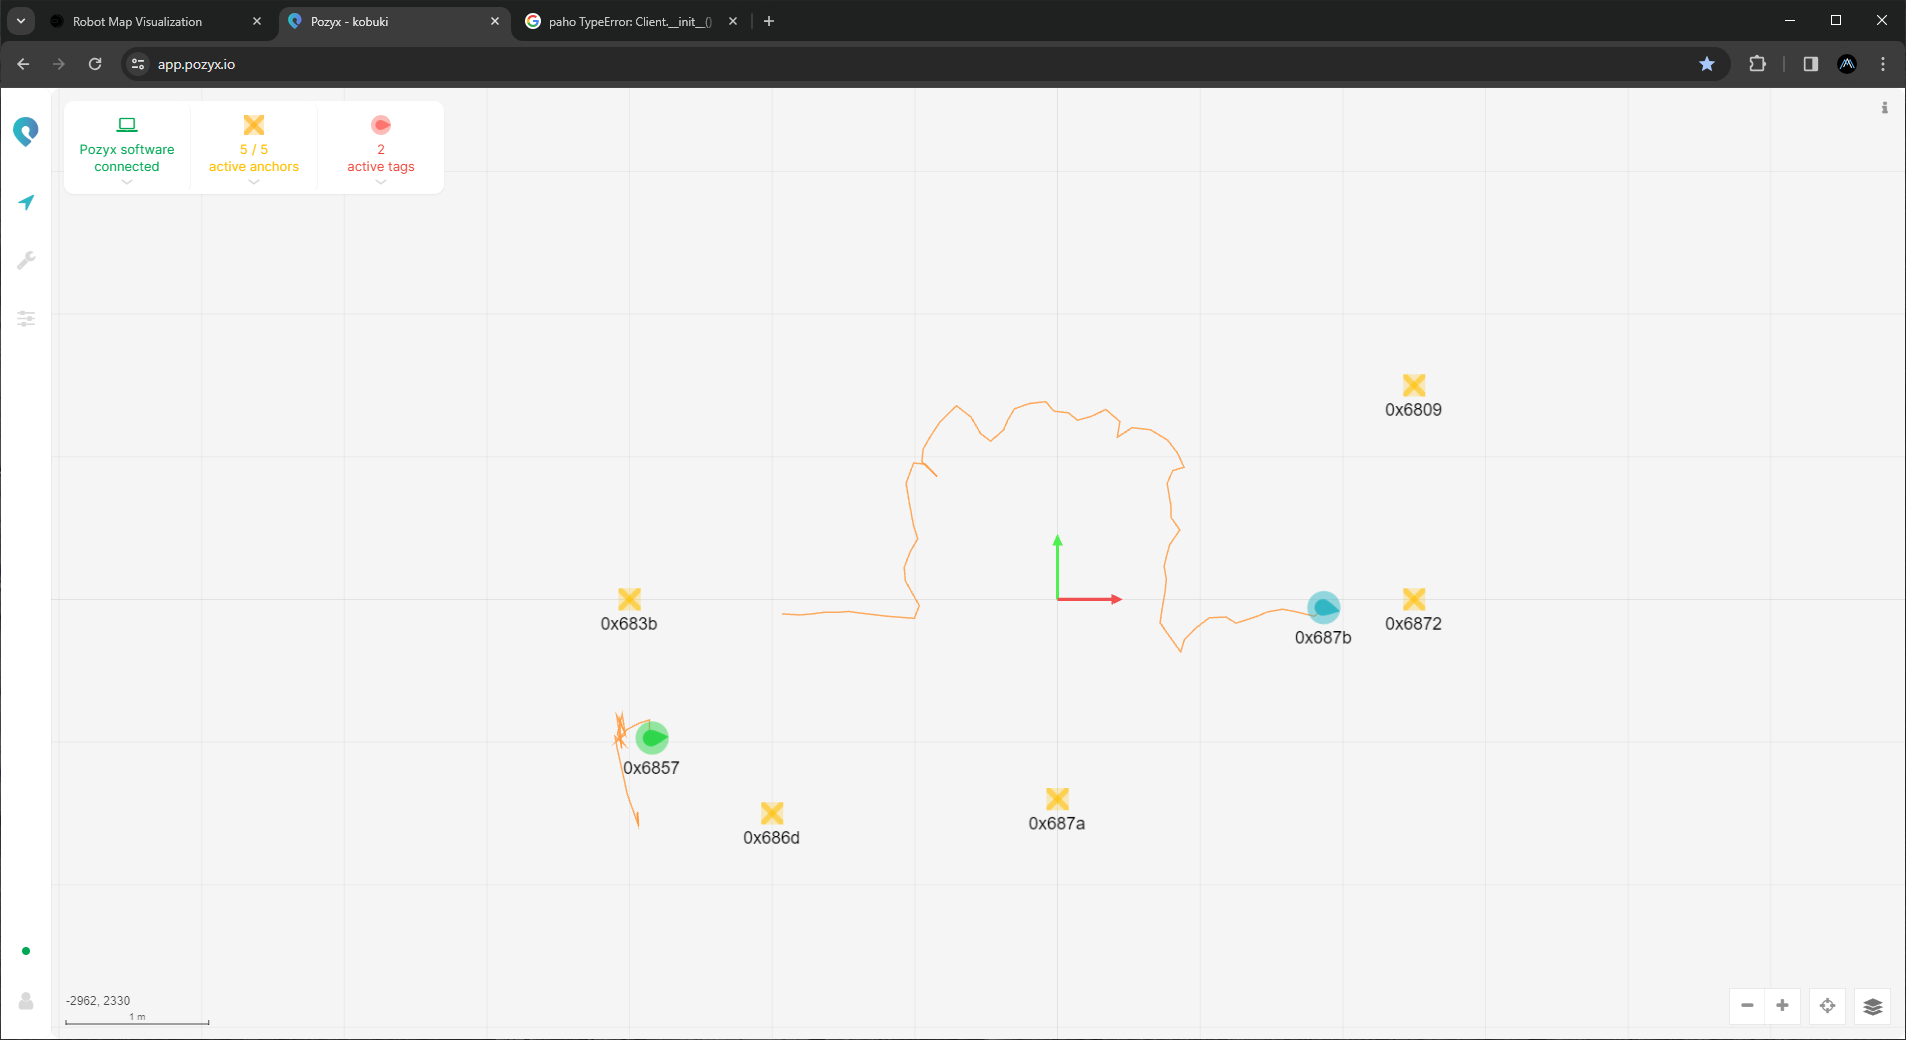 Robot Map Visualization
Pozyx - kobuki
paho TypeError: Client.__init__()
app.pozyx.io
Pozyx software
connected
5 / 5
active anchors
2
active tags
0x6809
0x683b
0x687b
0x6872
0x6857
0x686d
0x687a
-2962, 2330
1 m